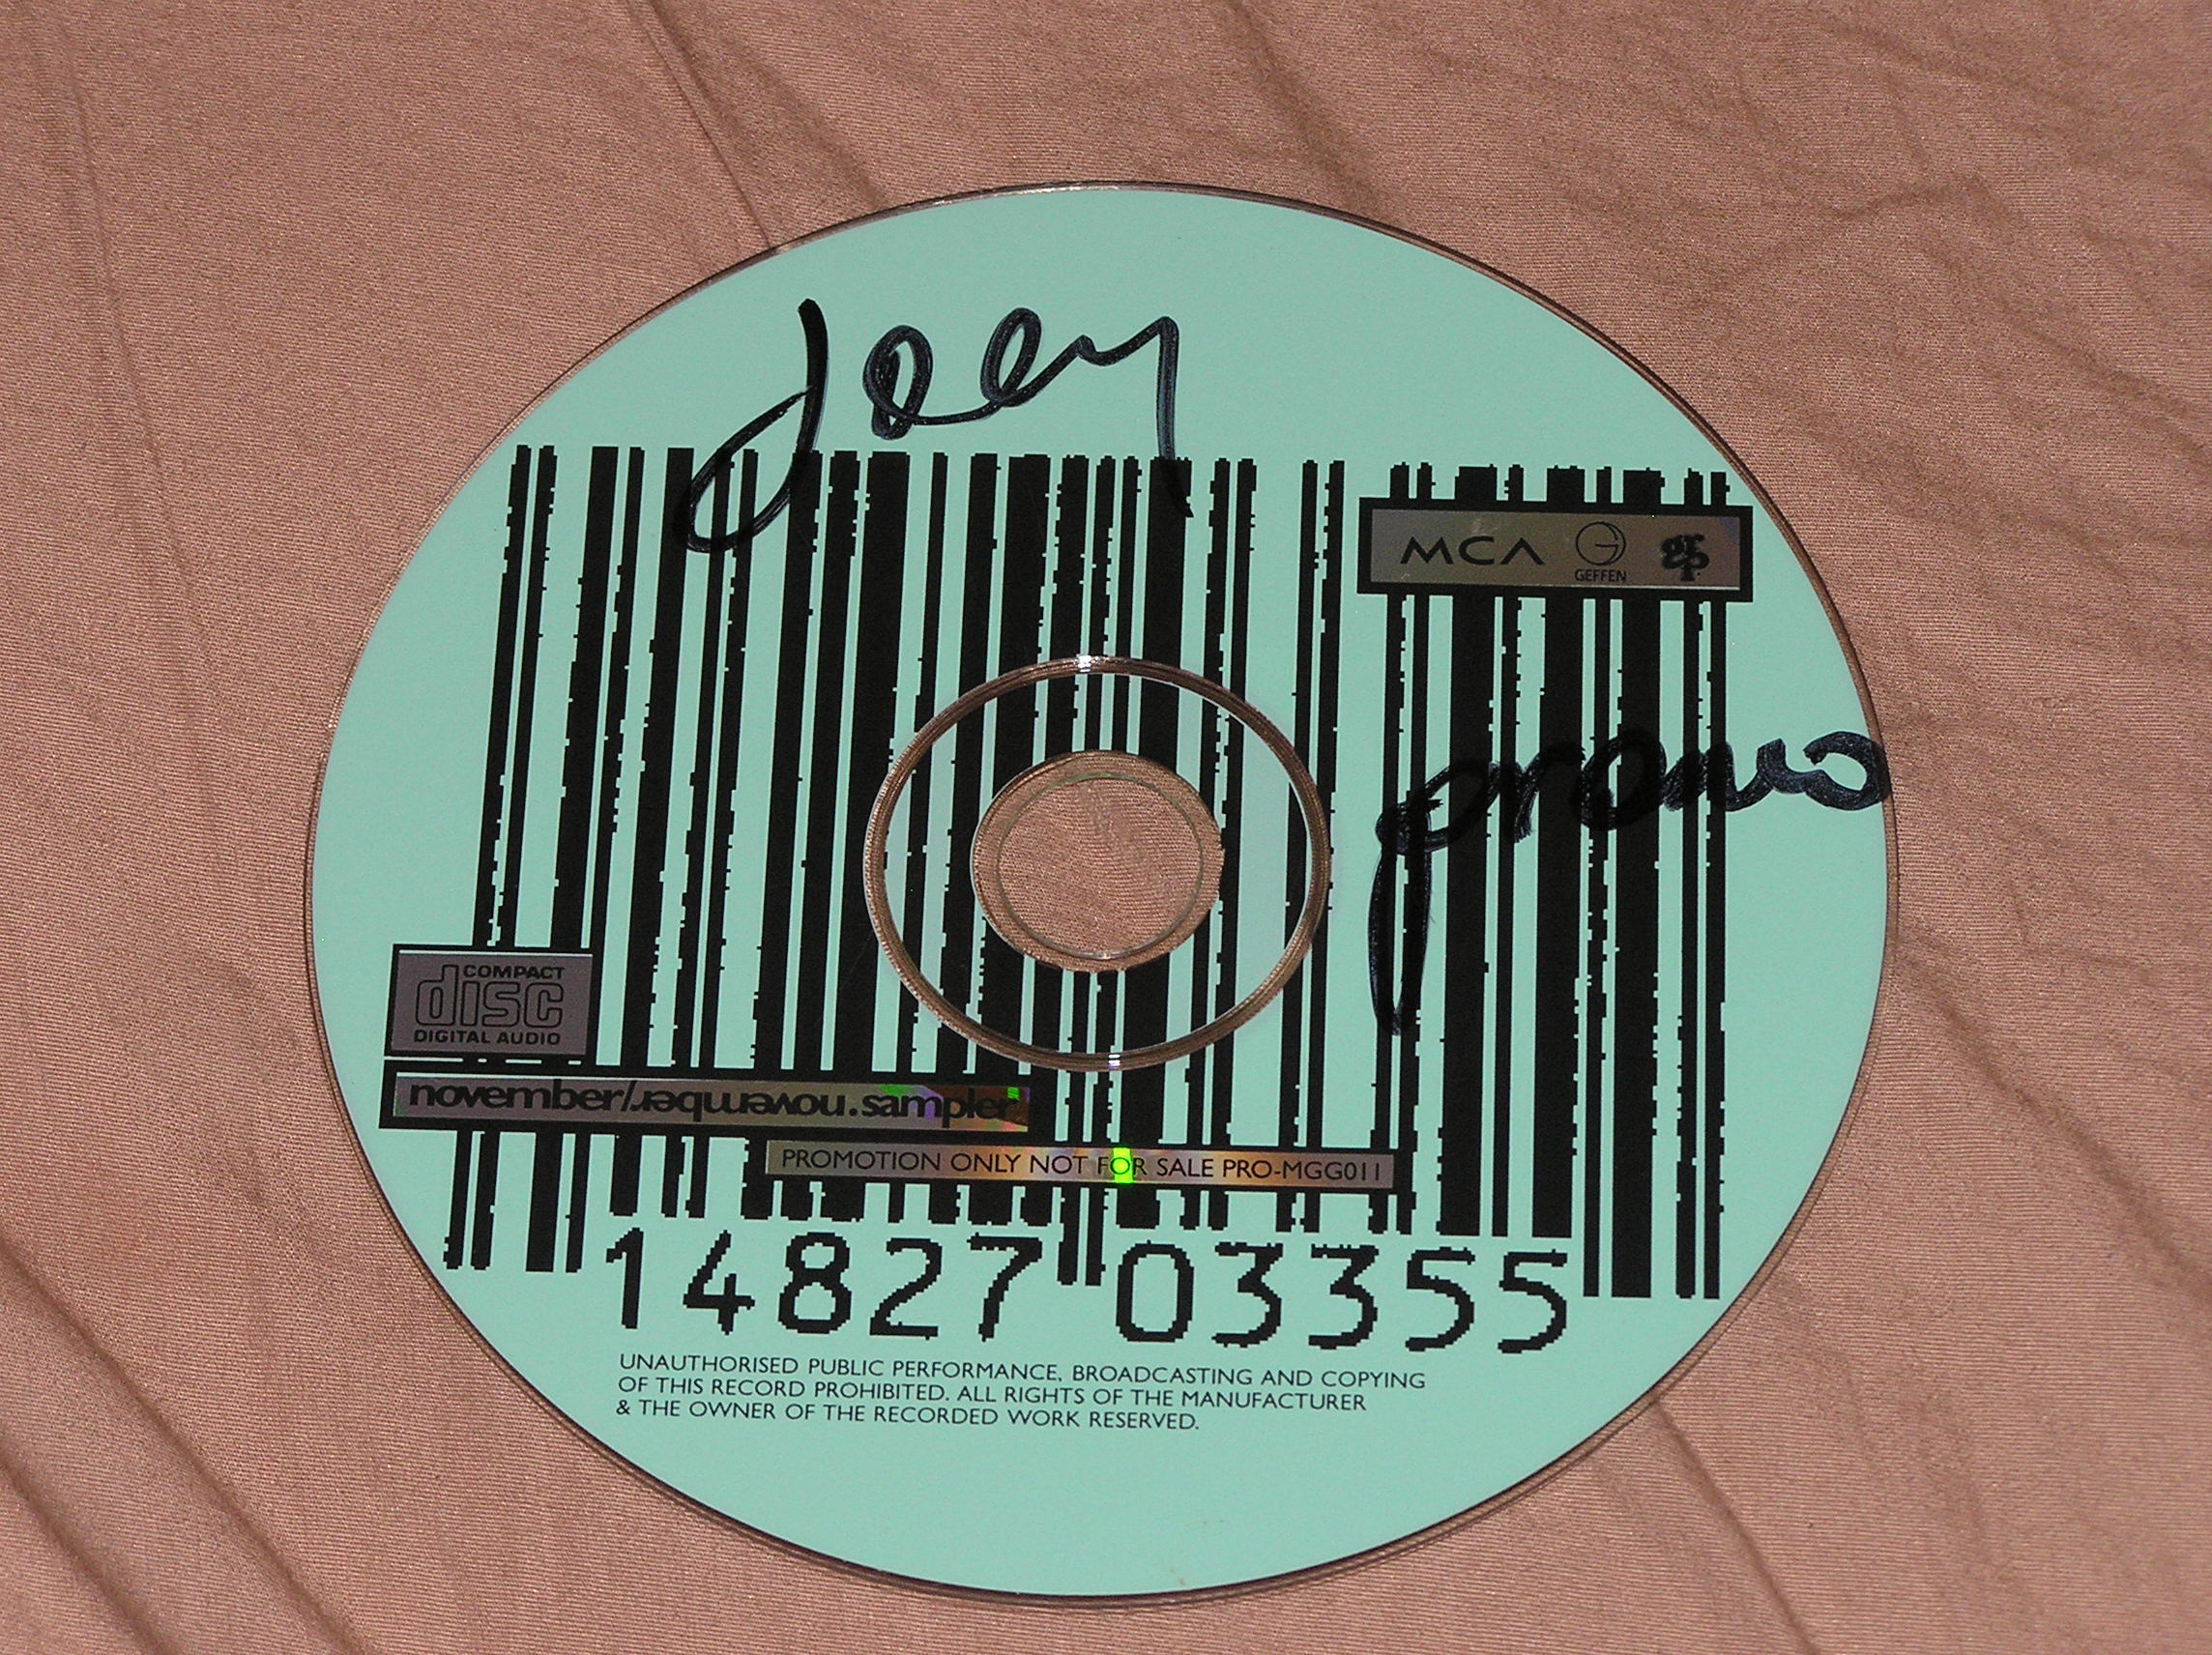 Joey
MCA GEFFEN grp
promo
COMPACT
disc
DIGITAL AUDIO
november/november.sampler
PROMOTION ONLY NOT FOR SALE PRO-MGG011
14827 03355
UNAUTHORISED PUBLIC PERFORMANCE, BROADCASTING AND COPYING
OF THIS RECORD PROHIBITED. ALL RIGHTS OF THE MANUFACTURER
& THE OWNER OF THE RECORDED WORK RESERVED.